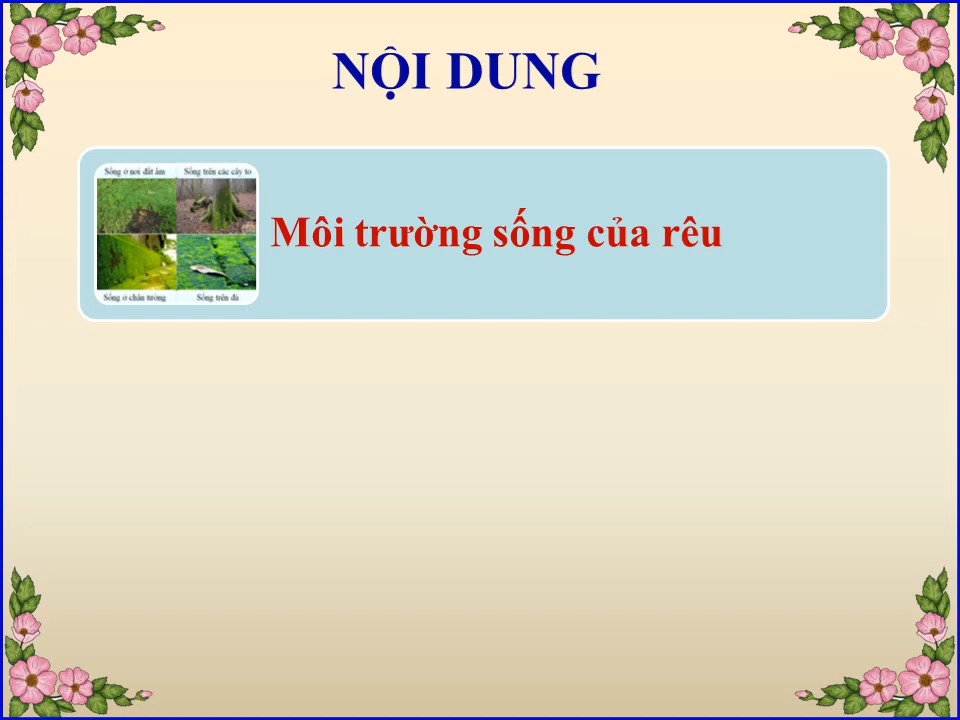 NỘI DUNG
Sống ở nơi đất ẩm Sống trên các cây to
Môi trường sống của rêu
Sống ở chân tường Sống trên đá